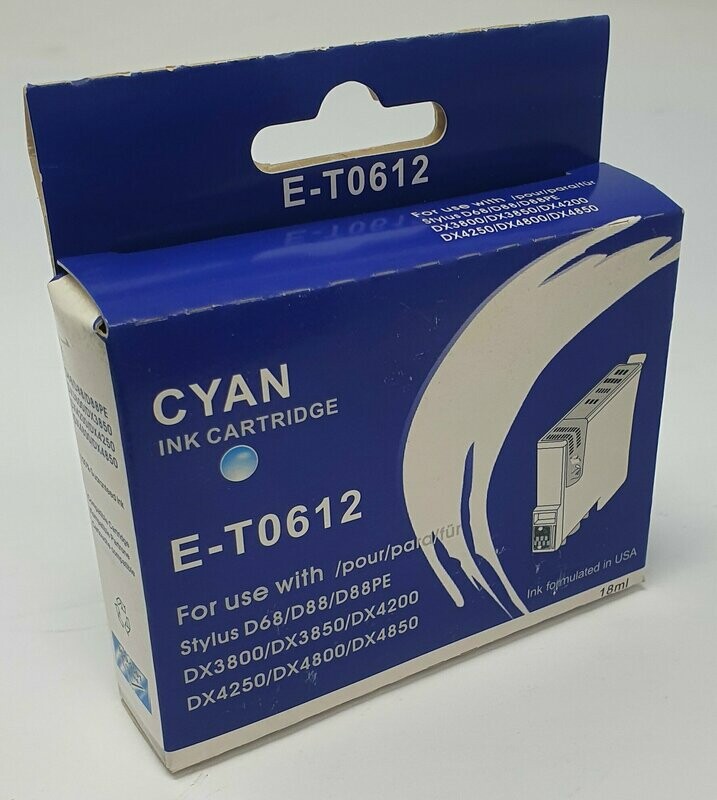 E-T0612
For use with /pour/para/für
Stylus D68/D88/D88PE
DX3800/DX3850/DX4200
DX4250/DX4800/DX4850
CYAN
INK CARTRIDGE
E-T0612
For use with /pour/para/für
Stylus D68/D88/D88PE
DX3800/DX3850/DX4200
DX4250/DX4800/DX4850
Ink formulated in USA
18ml